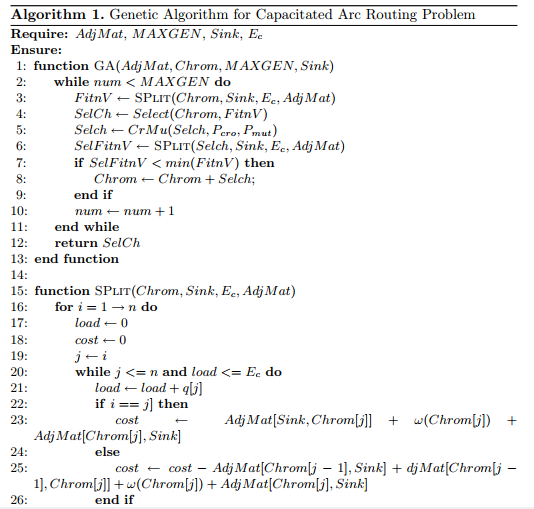 Algorithm 1. Genetic Algorithm for Capacitated Arc Routing Problem
Require: AdjMat, MAXGEN, Sink, E_c
Ensure:
1: function GA(AdjMat, Chrom, MAXGEN, Sink)
2: while num < MAXGEN do
3: FitnV ← SPLIT(Chrom, Sink, E_c, AdjMat)
4: SelCh ← Select(Chrom, FitnV)
5: Selch ← CrMu(Selch, P_cro, P_mut)
6: SelFitnV ← SPLIT(Selch, Sink, E_c, AdjMat)
7: if SelFitnV < min(FitnV) then
8: Chrom ← Chrom + Selch;
9: end if
10: num ← num + 1
11: end while
12: return SelCh
13: end function
14:
15: function SPLIT(Chrom, Sink, E_c, AdjMat)
16: for i = 1 → n do
17: load ← 0
18: cost ← 0
19: j ← i
20: while j <= n and load <= E_c do
21: load ← load + q[j]
22: if i == j] then
23: cost ← AdjMat[Sink, Chrom[j]] + ω(Chrom[j]) +
AdjMat[Chrom[j], Sink]
24: else
25: cost ← cost − AdjMat[Chrom[j − 1], Sink] + djMat[Chrom[j −
1], Chrom[j]] + ω(Chrom[j]) + AdjMat[Chrom[j], Sink]
26: end if